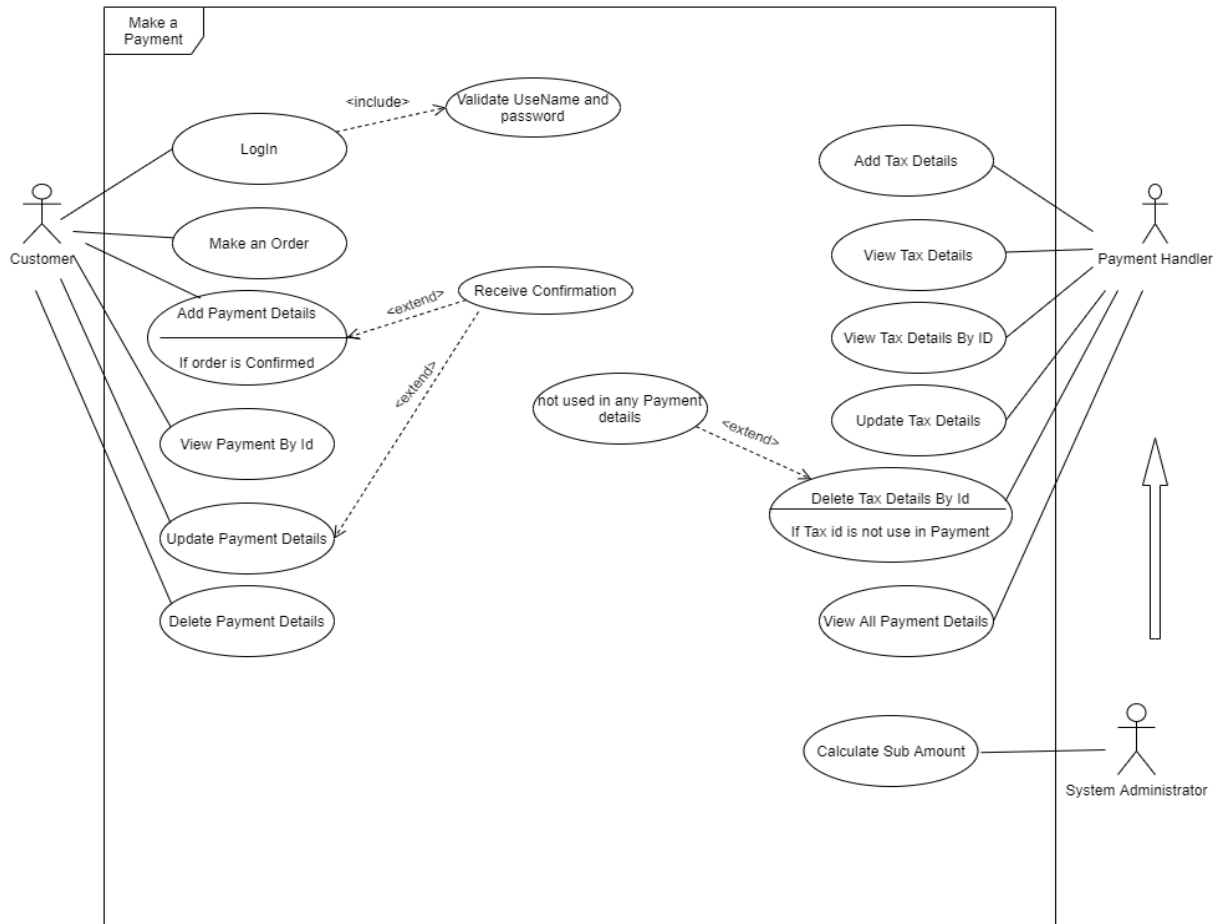 Make a
Payment
<include>
Validate UseName and
password
LogIn
Add Tax Details
Make an Order
View Tax Details
Customer
Payment Handler
Receive Confirmation
<extend>
Add Payment Details
If order is Confirmed
View Tax Details By ID
<extend>
not used in any Payment
details
Update Tax Details
<extend>
View Payment By Id
Delete Tax Details By Id
If Tax id is not use in Payment
Update Payment Details
Delete Payment Details
View All Payment Details
Calculate Sub Amount
System Administrator